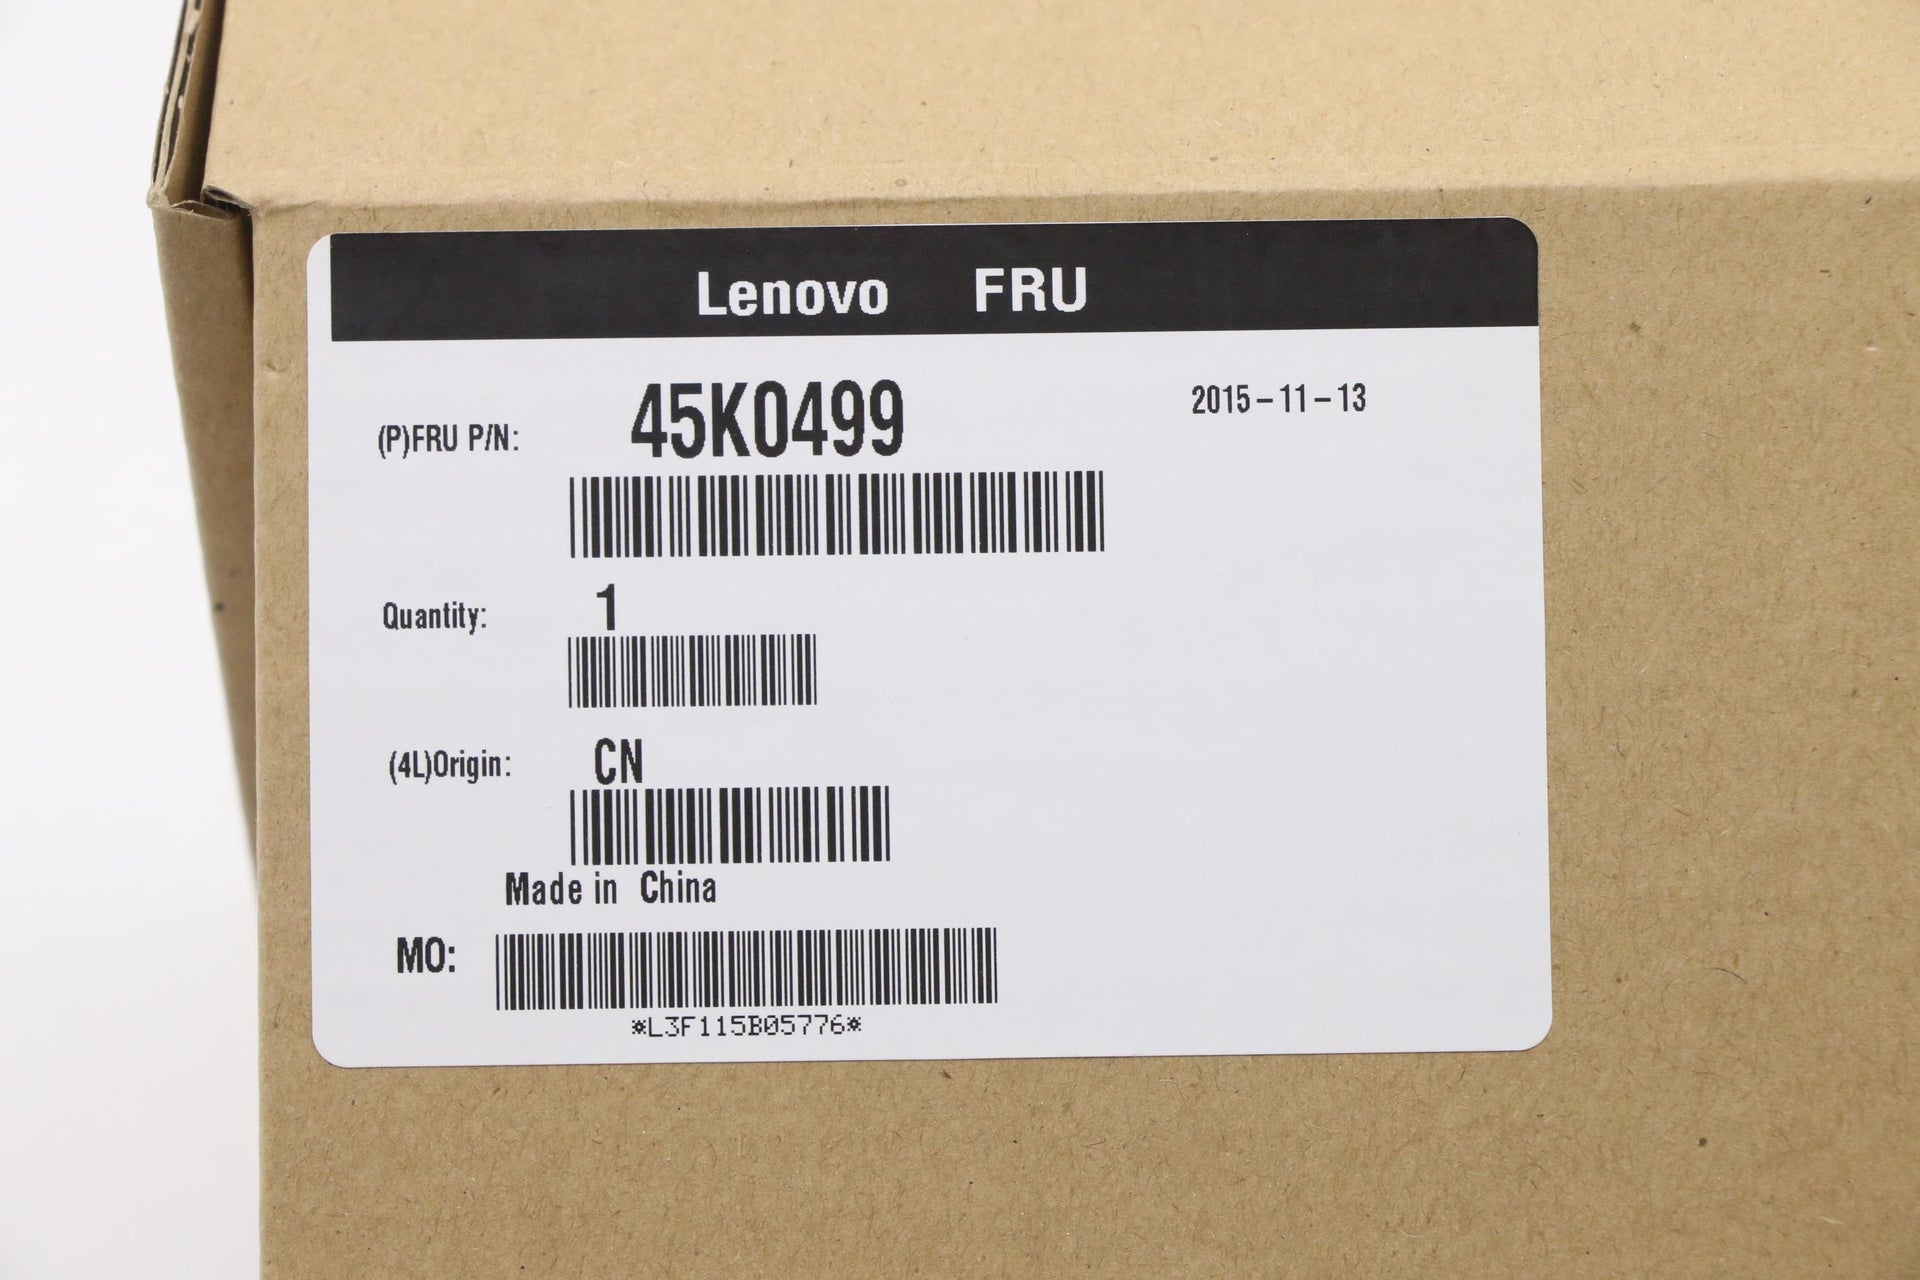 Lenovo FRU
(P)FRU P/N: 45K0499 2015-11-13
Quantity: 1
(4L)Origin: CN
Made in China
MO:
*L3F115B05776*